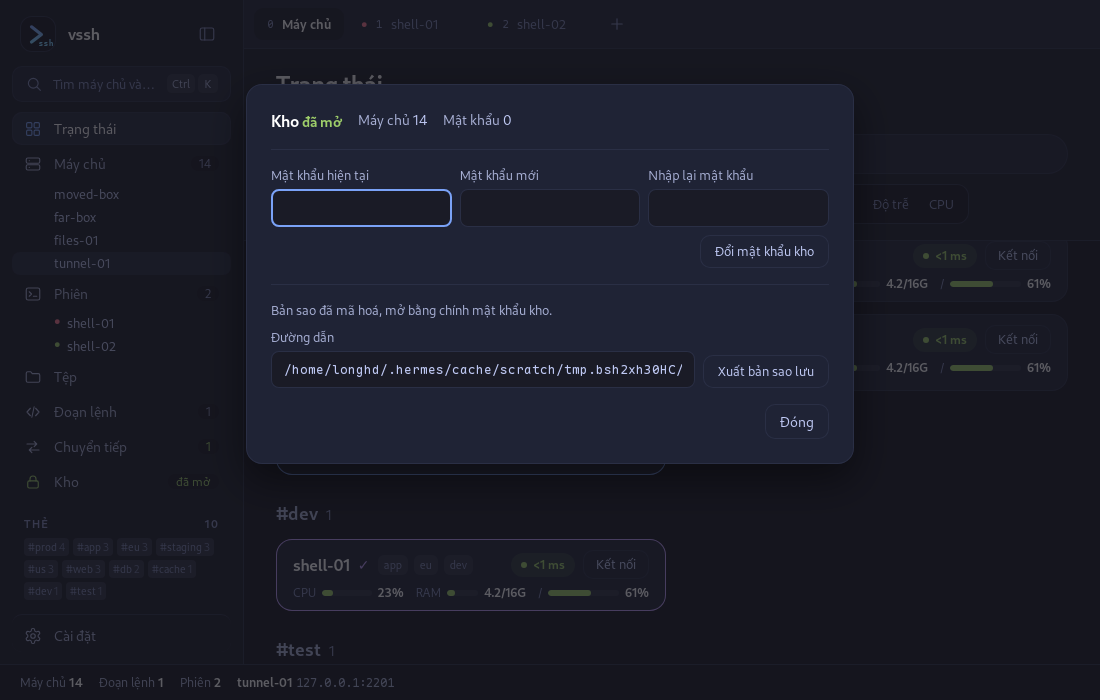 ssh
vssh
0 Máy chủ
1 shell-01
2 shell-02
Tìm máy chủ và… Ctrl K
Trạng thái
Trạng thái
Máy chủ 14
moved-box
far-box
files-01
tunnel-01
Phiên 2
shell-01
shell-02
Tệp
Đoạn lệnh 1
Chuyển tiếp 1
Kho đã mở
THẺ 10
#prod 4 #app 3 #eu 3 #staging 3
#us 3 #web 3 #db 2 #cache 1
#dev 1 #test 1
Cài đặt
Kho đã mở Máy chủ 14 Mật khẩu 0
Mật khẩu hiện tại Mật khẩu mới Nhập lại mật khẩu
Đổi mật khẩu kho
Bản sao đã mã hoá, mở bằng chính mật khẩu kho.
Đường dẫn
/home/longhd/.hermes/cache/scratch/tmp.bsh2xh30HC/
Xuất bản sao lưu
Đóng
Độ trễ CPU
<1 ms Kết nối
4.2/16G / 61%
<1 ms Kết nối
4.2/16G / 61%
#dev 1
shell-01 ✓ app eu dev <1 ms Kết nối
CPU 23% RAM 4.2/16G / 61%
#test 1
Máy chủ 14 Đoạn lệnh 1 Phiên 2 tunnel-01 127.0.0.1:2201